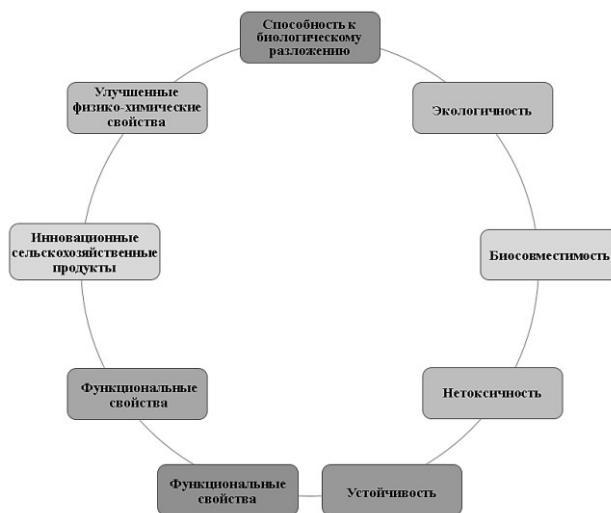 Способность к
биологическому
разложению
Экологичность
Биосовместимость
Нетоксичность
Устойчивость
Функциональные
свойства
Функциональные
свойства
Инновационные
сельскохозяйственные
продукты
Улучшенные
физико-химические
свойства